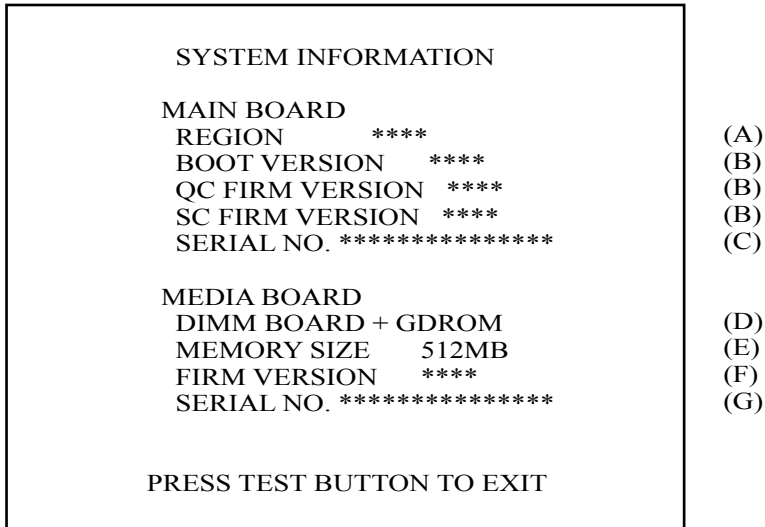 SYSTEM INFORMATION
MAIN BOARD
REGION **** (A)
BOOT VERSION **** (B)
QC FIRM VERSION **** (B)
SC FIRM VERSION **** (B)
SERIAL NO. *************** (C)
MEDIA BOARD
DIMM BOARD + GDROM (D)
MEMORY SIZE 512MB (E)
FIRM VERSION **** (F)
SERIAL NO. *************** (G)
PRESS TEST BUTTON TO EXIT